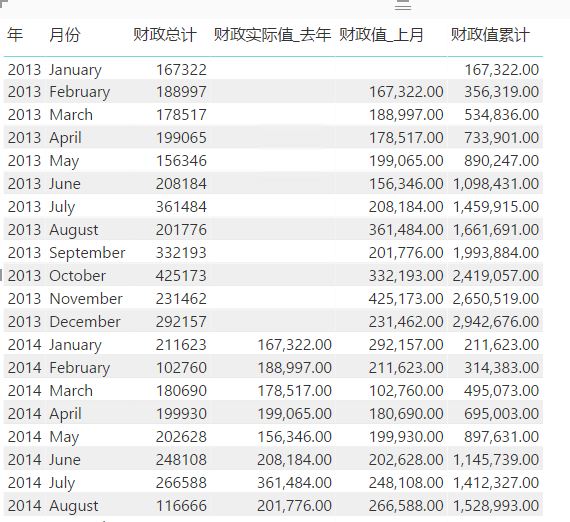 年 月份 财政总计 财政实际值_去年 财政值_上月 财政值累计
2013 January 167322 167,322.00
2013 February 188997 167,322.00 356,319.00
2013 March 178517 188,997.00 534,836.00
2013 April 199065 178,517.00 733,901.00
2013 May 156346 199,065.00 890,247.00
2013 June 208184 156,346.00 1,098,431.00
2013 July 361484 208,184.00 1,459,915.00
2013 August 201776 361,484.00 1,661,691.00
2013 September 332193 201,776.00 1,993,884.00
2013 October 425173 332,193.00 2,419,057.00
2013 November 231462 425,173.00 2,650,519.00
2013 December 292157 231,462.00 2,942,676.00
2014 January 211623 167,322.00 292,157.00 211,623.00
2014 February 102760 188,997.00 211,623.00 314,383.00
2014 March 180690 178,517.00 102,760.00 495,073.00
2014 April 199930 199,065.00 180,690.00 695,003.00
2014 May 202628 156,346.00 199,930.00 897,631.00
2014 June 248108 208,184.00 202,628.00 1,145,739.00
2014 July 266588 361,484.00 248,108.00 1,412,327.00
2014 August 116666 201,776.00 266,588.00 1,528,993.00